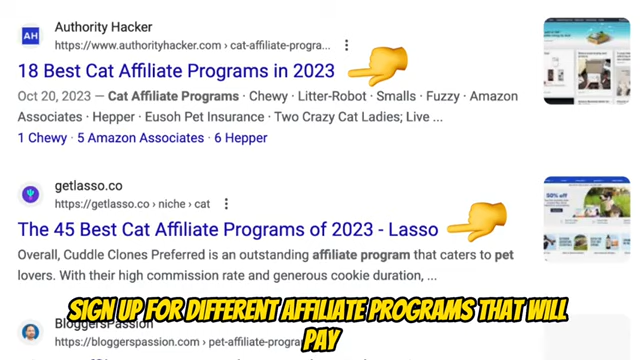 Authority Hacker
AH
https://www.authorityhacker.com › cat-affiliate-progra...
18 Best Cat Affiliate Programs in 2023
Oct 20, 2023 — Cat Affiliate Programs · Chewy · Litter-Robot · Smalls · Fuzzy · Amazon
Associates · Hepper · Eusoh Pet Insurance · Two Crazy Cat Ladies; Live ...
1 Chewy · 5 Amazon Associates · 6 Hepper
getlasso.co
https://getlasso.co › niche › cat
50% off
The 45 Best Cat Affiliate Programs of 2023 - Lasso
Overall, Cuddle Clones Preferred is an outstanding affiliate program that caters to pet
lovers. With their high commission rate and generous cookie duration, ...
SIGN UP FOR DIFFERENT AFFILIATE PROGRAMS THAT WILL
PAY
BloggersPassion
https://bloggerspassion.com › pet-affiliate-